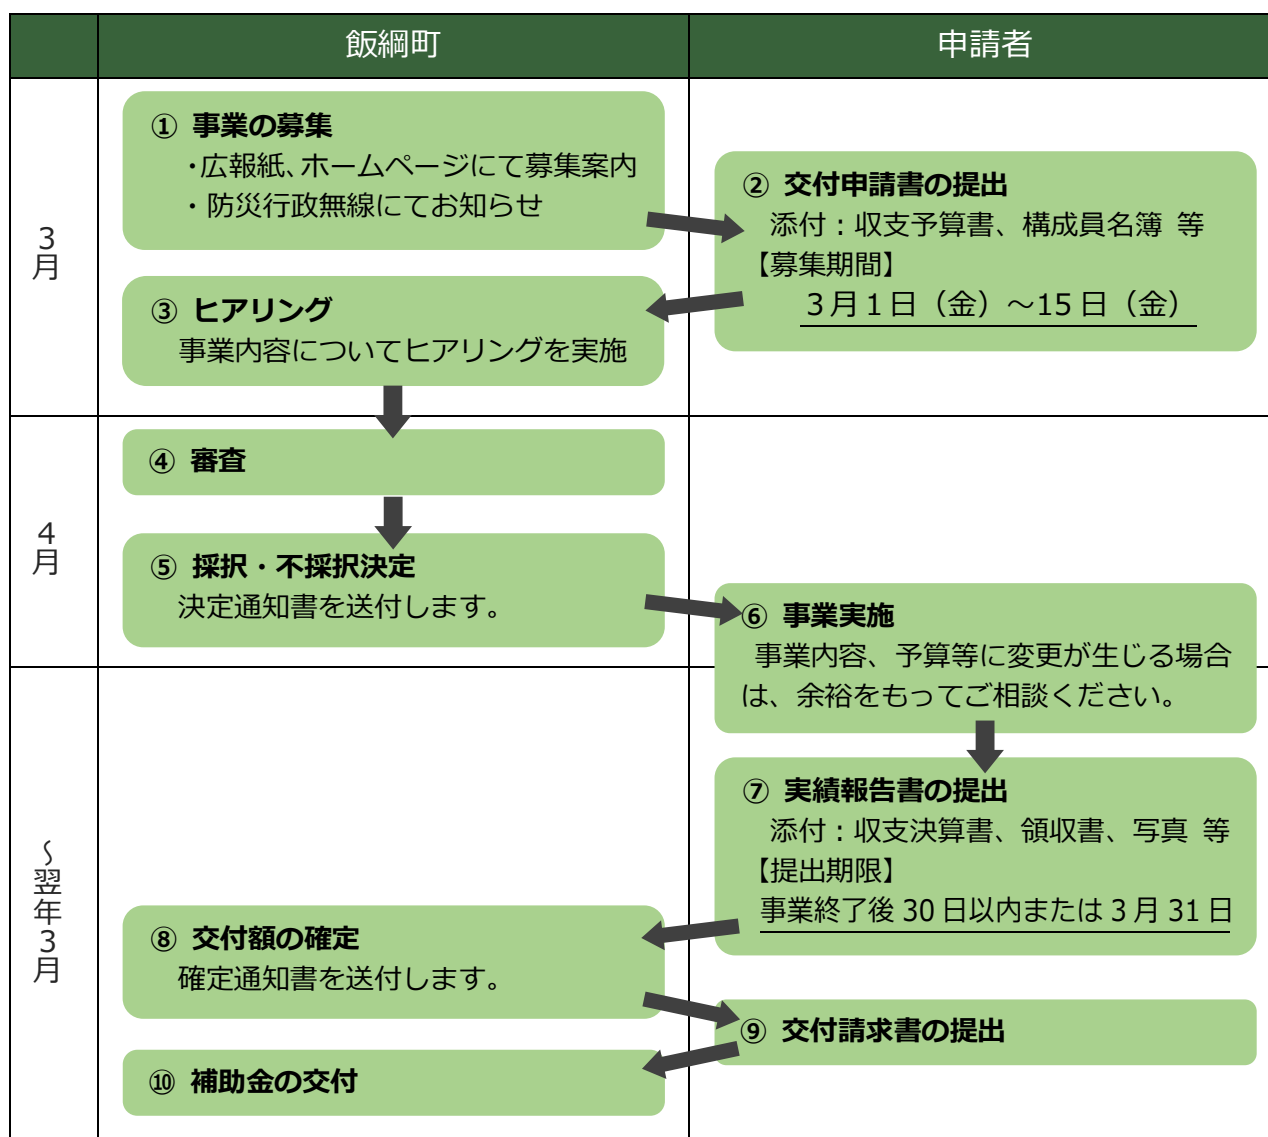 飯綱町
申請者
3月
① 事業の募集
・広報紙、ホームページにて募集案内
・防災行政無線にてお知らせ
② 交付申請書の提出
添付：収支予算書、構成員名簿 等
【募集期間】
3月1日（金）～15日（金）
③ ヒアリング
事業内容についてヒアリングを実施
4月
④ 審査
⑤ 採択・不採択決定
決定通知書を送付します。
⑥ 事業実施
事業内容、予算等に変更が生じる場合
は、余裕をもってご相談ください。
～翌年3月
⑦ 実績報告書の提出
添付：収支決算書、領収書、写真 等
【提出期限】
事業終了後30日以内または3月31日
⑧ 交付額の確定
確定通知書を送付します。
⑨ 交付請求書の提出
⑩ 補助金の交付